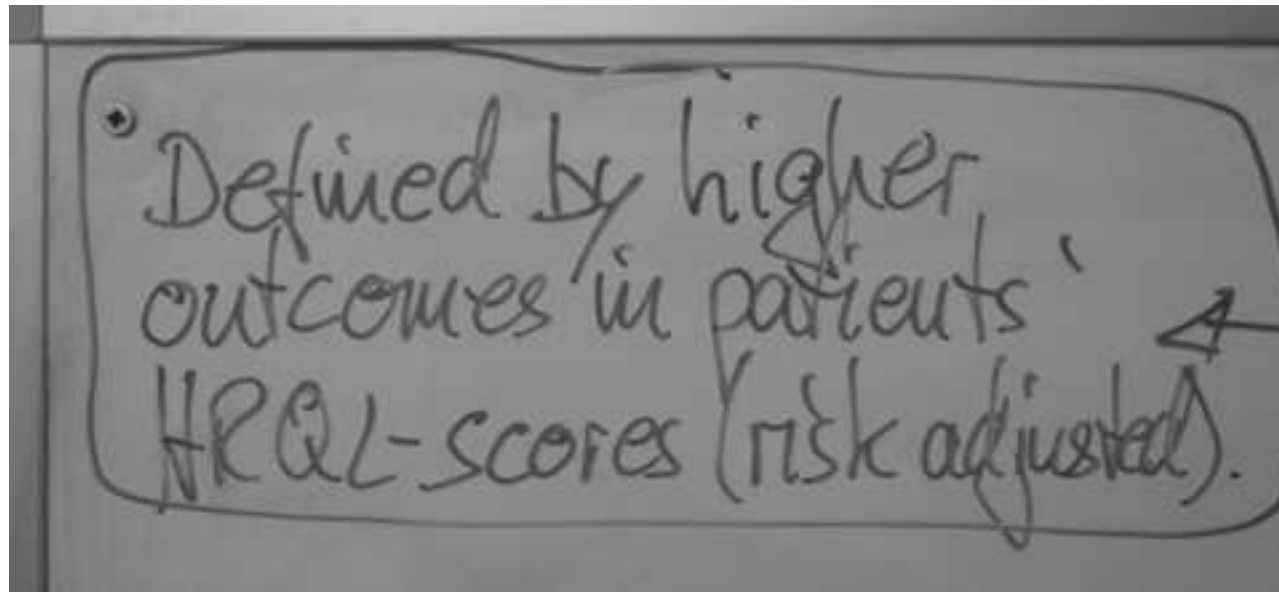 Defined by higher
outcomes in patients'
HRQL-scores (risk adjusted).